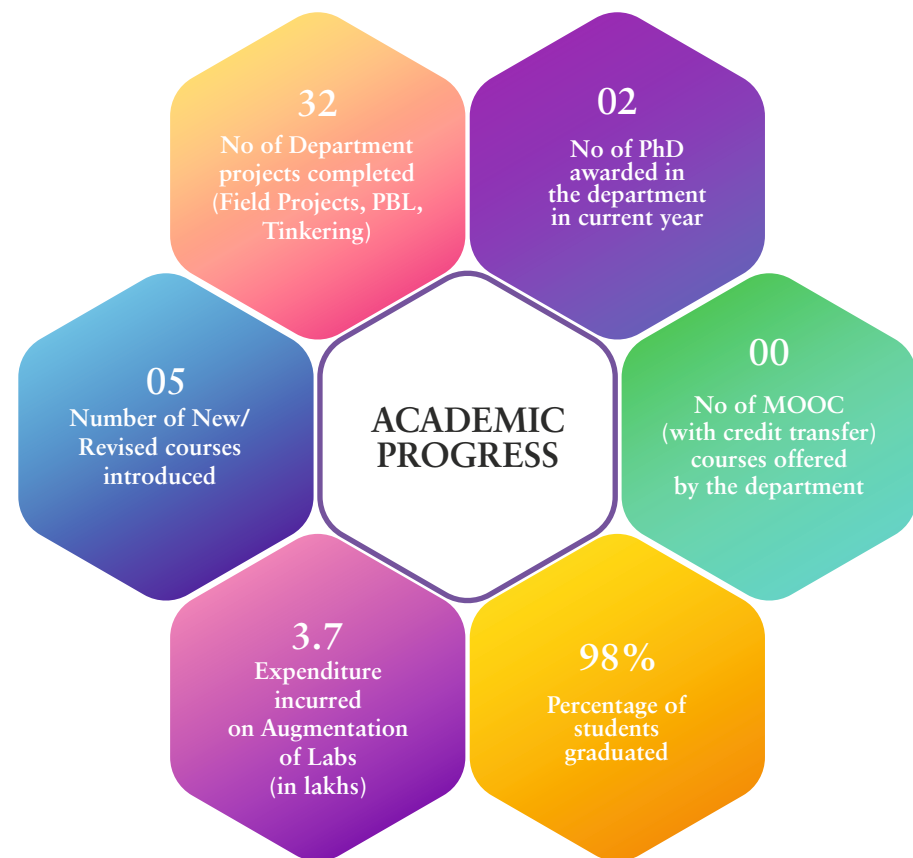 32
No of Department
projects completed
(Field Projects, PBL,
Tinkering)
02
No of PhD
awarded in
the department
in current year
05
Number of New/
Revised courses
introduced
ACADEMIC
PROGRESS
00
No of MOOC
(with credit transfer)
courses offered
by the department
3.7
Expenditure
incurred
on Augmentation
of Labs
(in lakhs)
98%
Percentage of
students
graduated